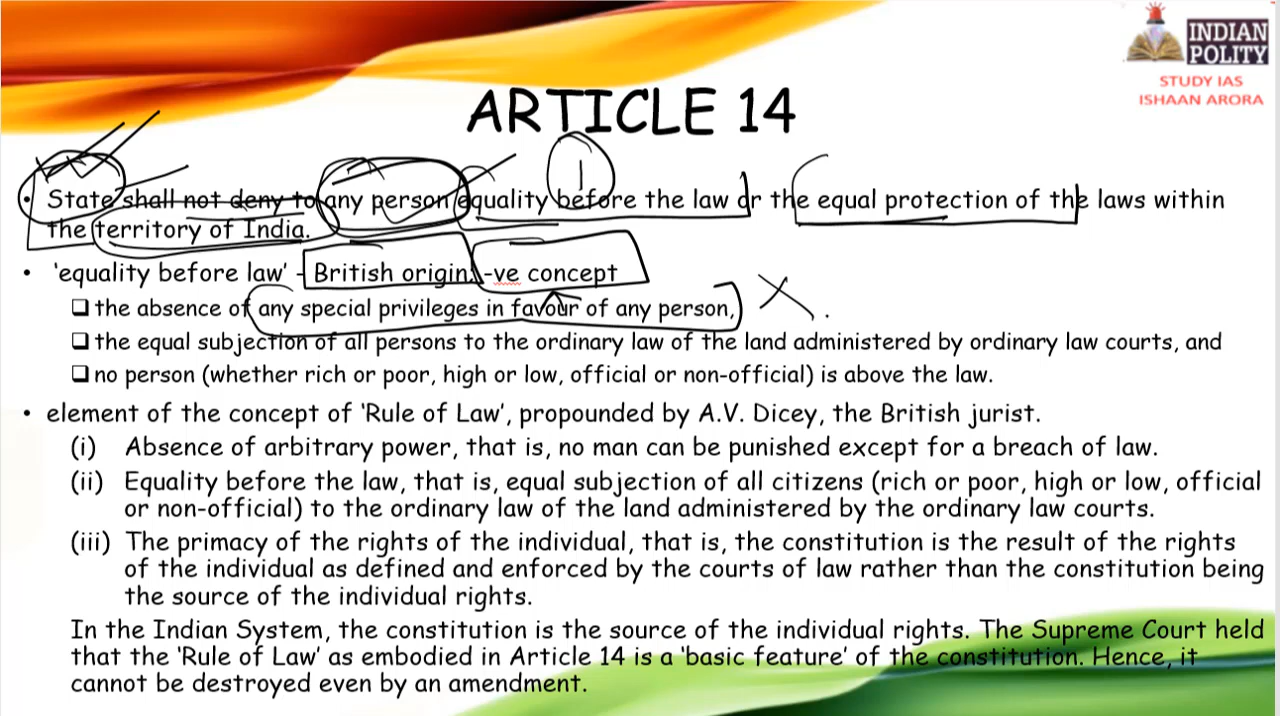 INDIAN
POLITY
STUDY IAS
ISHAAN ARORA
ARTICLE 14
1
• State shall not deny to any person equality before the law or the equal protection of the laws within
the territory of India.
• 'equality before law' - British origin, -ve concept
❑ the absence of any special privileges in favour of any person,
❑ the equal subjection of all persons to the ordinary law of the land administered by ordinary law courts, and
❑ no person (whether rich or poor, high or low, official or non-official) is above the law.
• element of the concept of 'Rule of Law', propounded by A.V. Dicey, the British jurist.
(i) Absence of arbitrary power, that is, no man can be punished except for a breach of law.
(ii) Equality before the law, that is, equal subjection of all citizens (rich or poor, high or low, official
or non-official) to the ordinary law of the land administered by the ordinary law courts.
(iii) The primacy of the rights of the individual, that is, the constitution is the result of the rights
of the individual as defined and enforced by the courts of law rather than the constitution being
the source of the individual rights.
In the Indian System, the constitution is the source of the individual rights. The Supreme Court held
that the 'Rule of Law' as embodied in Article 14 is a 'basic feature' of the constitution. Hence, it
cannot be destroyed even by an amendment.